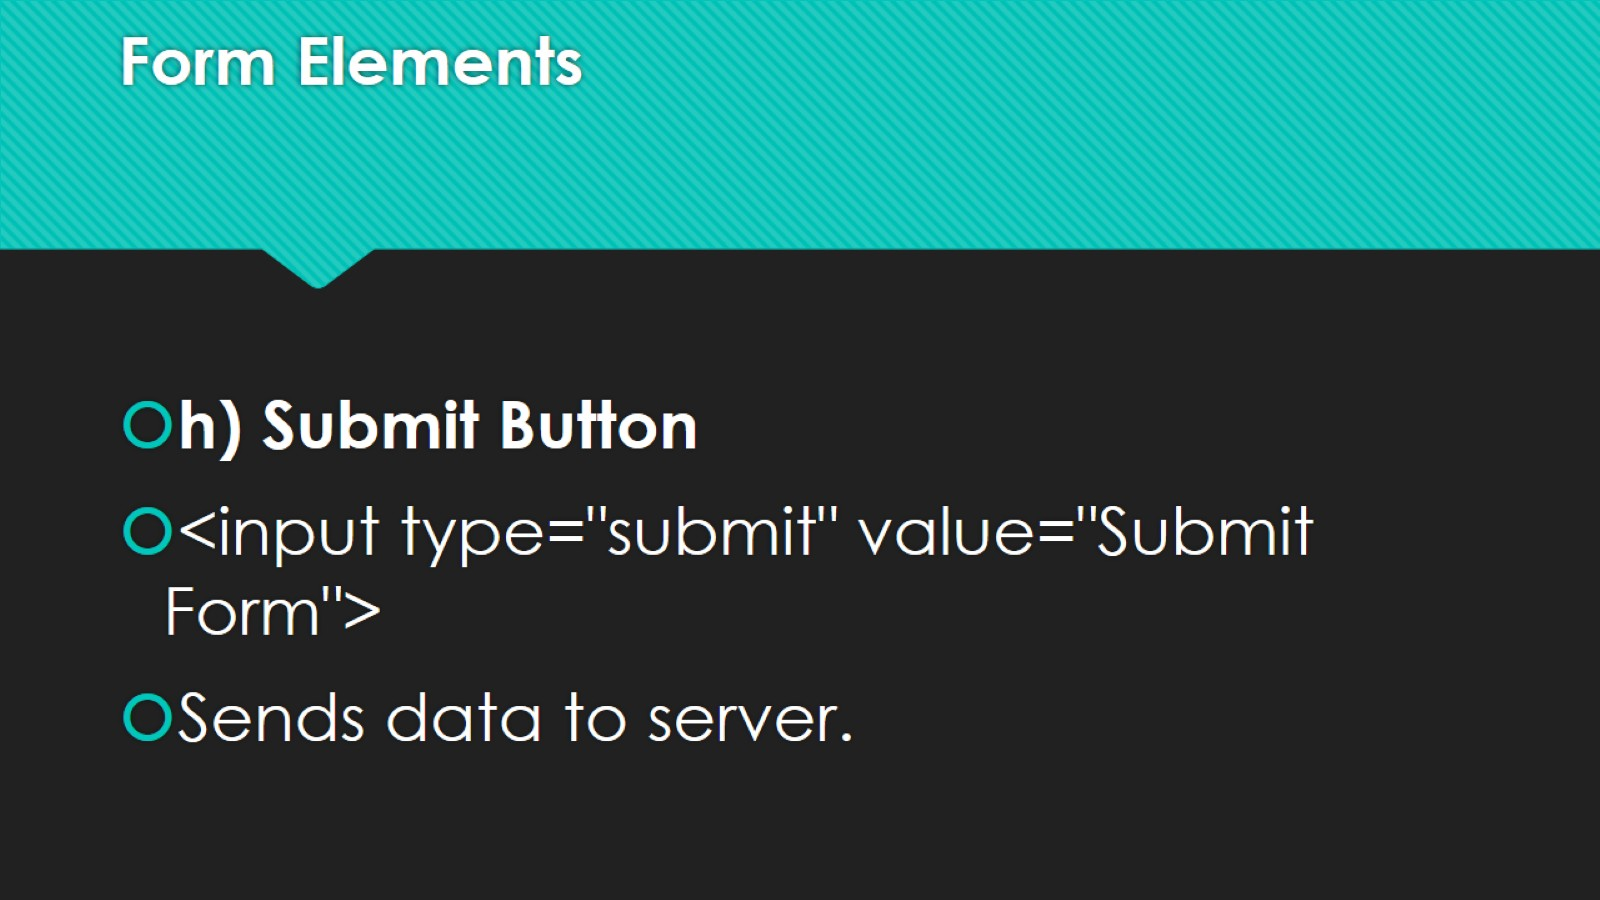 Form Elements
h) Submit Button
<input type="submit" value="Submit
Form">
Sends data to server.